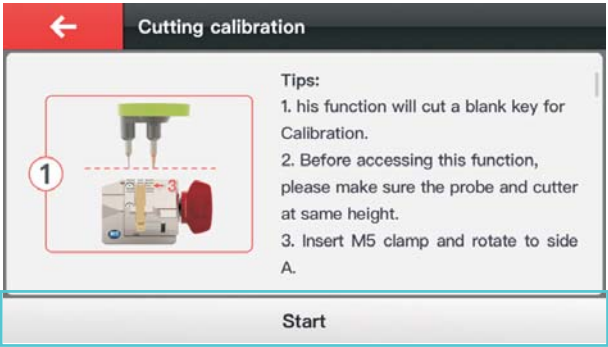 Cutting calibration
Tips:
1. his function will cut a blank key for
Calibration.
2. Before accessing this function,
please make sure the probe and cutter
at same height.
3. Insert M5 clamp and rotate to side
A.
1
3
Start